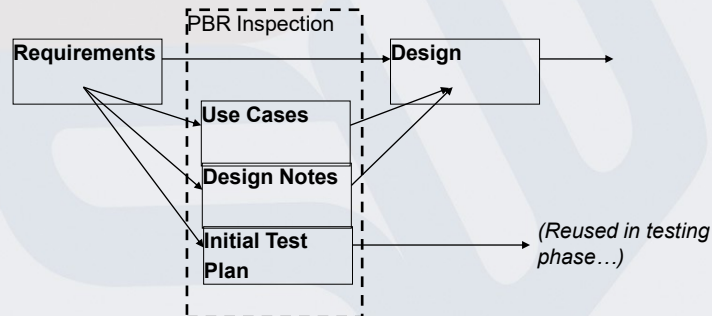 PBR Inspection
Requirements
Design
Use Cases
Design Notes
Initial Test
Plan
(Reused in testing
phase…)